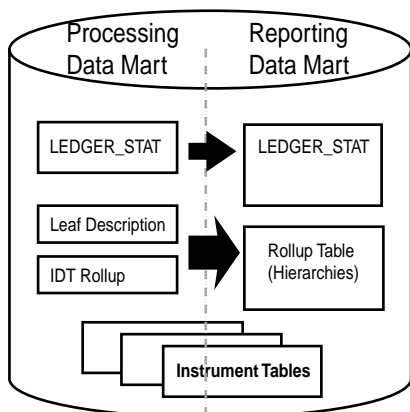 Processing
Data Mart
Reporting
Data Mart
LEDGER_STAT
LEDGER_STAT
Leaf Description
IDT Rollup
Rollup Table
(Hierarchies)
Instrument Tables